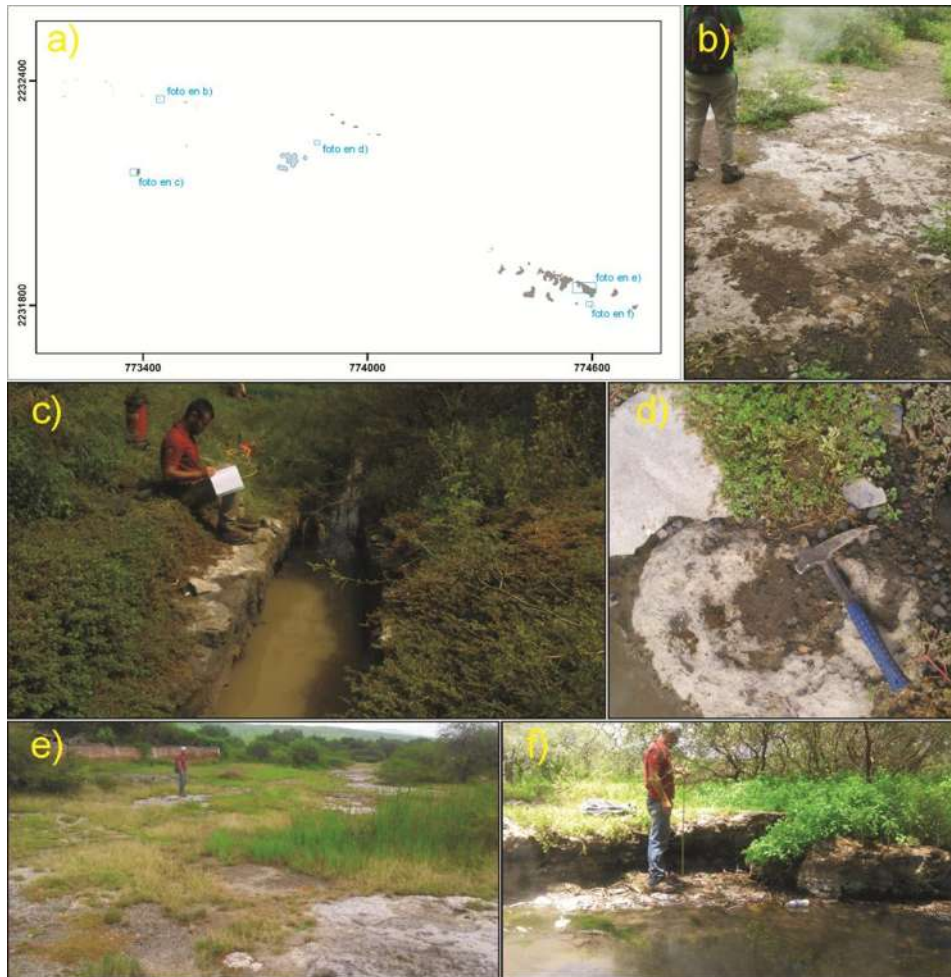 a)
2232400
2231800
foto en b)
foto en d)
foto en c)
foto en e)
foto en f)
773400
774000
774600
b)
c)
d)
e)
f)